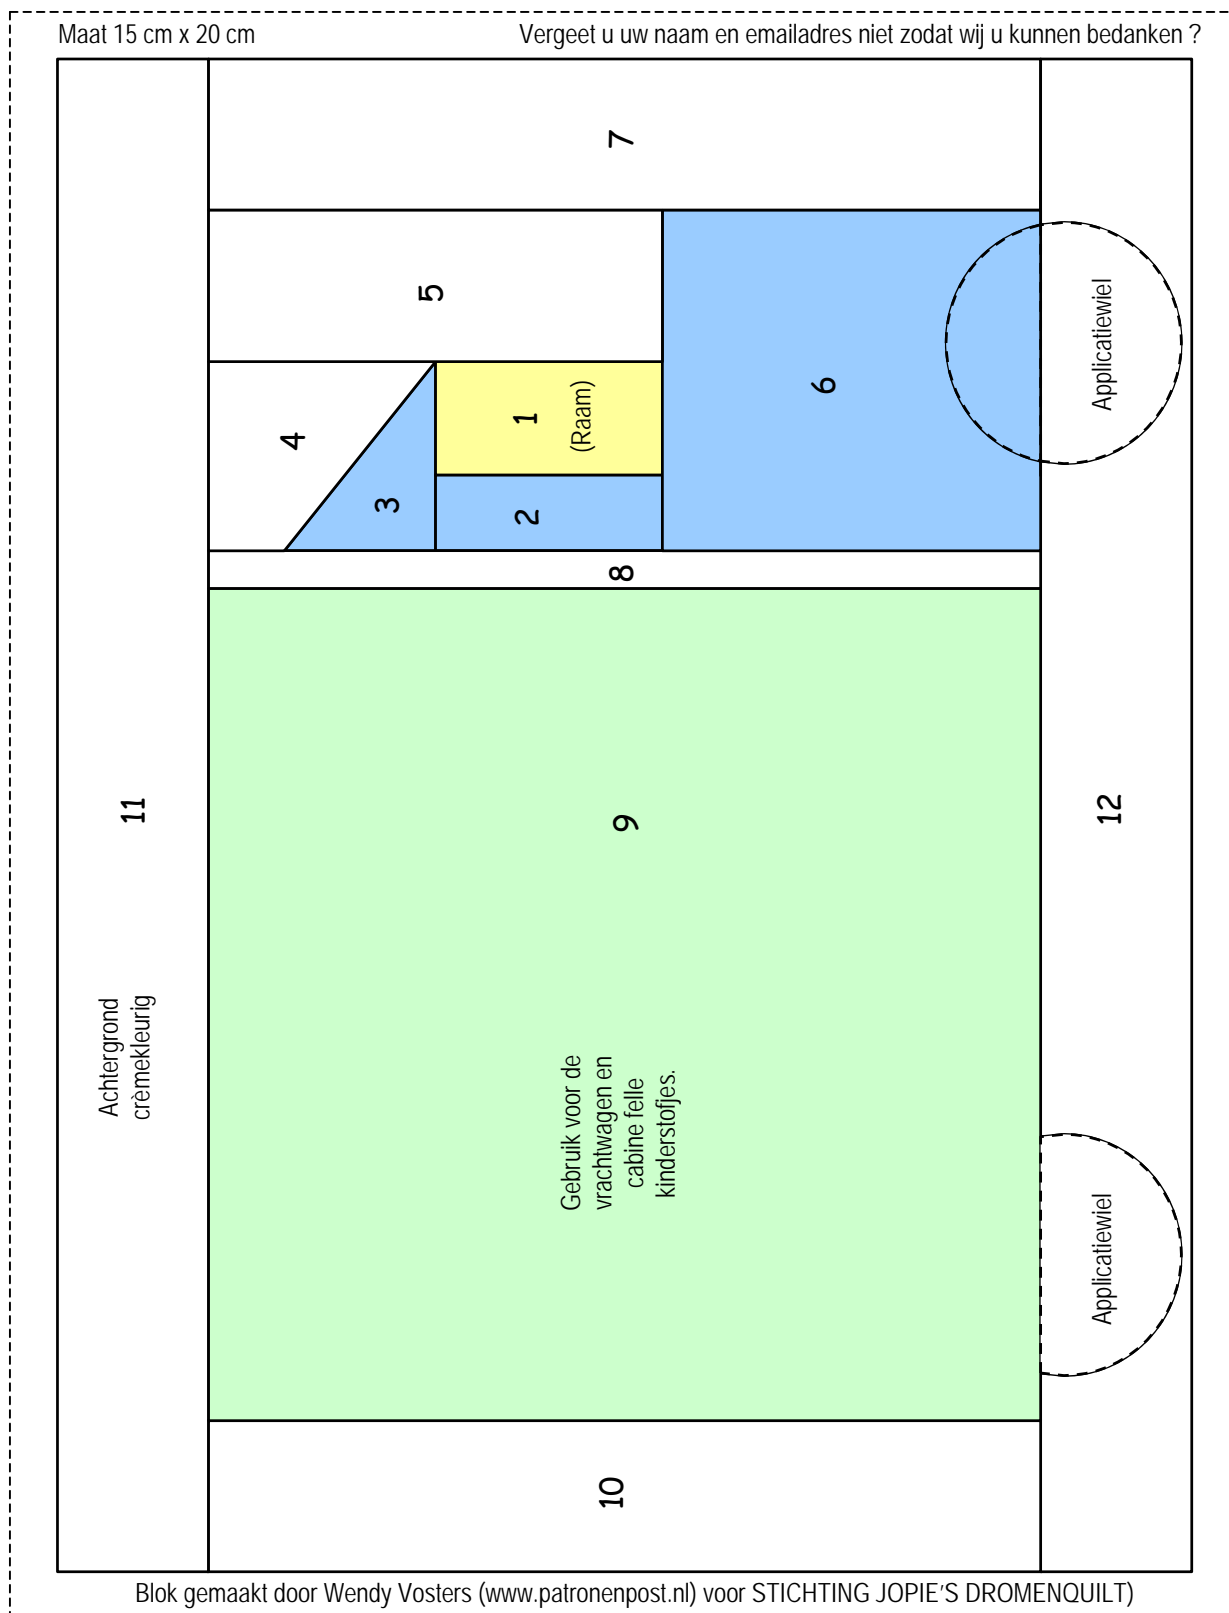 Maat 15 cm x 20 cm
Vergeet u uw naam en emailadres niet zodat wij u kunnen bedanken ?
7
5
4
3
1
(Raam)
2
6
Applicatiewiel
8
11
9
12
Achtergrond
crèmekleurig
Gebruik voor de
vrachtwagen en
cabine felle
kinderstofjes.
Applicatiewiel
10
Blok gemaakt door Wendy Vosters (www.patronenpost.nl) voor STICHTING JOPIE'S DROMENQUILT)